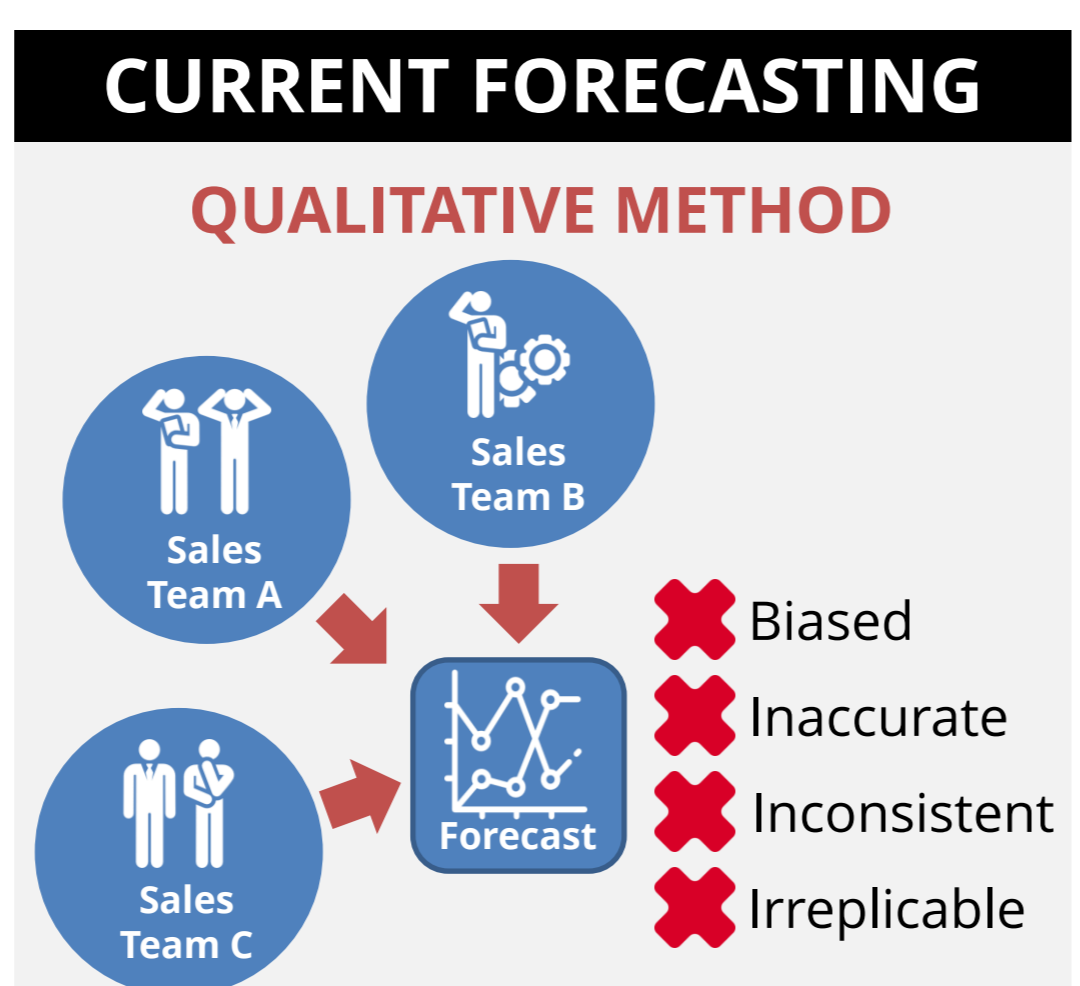 CURRENT FORECASTING
QUALITATIVE METHOD
Sales
Team B
Sales
Team A
Sales
Team C
Forecast
Biased
Inaccurate
Inconsistent
Irreplicable